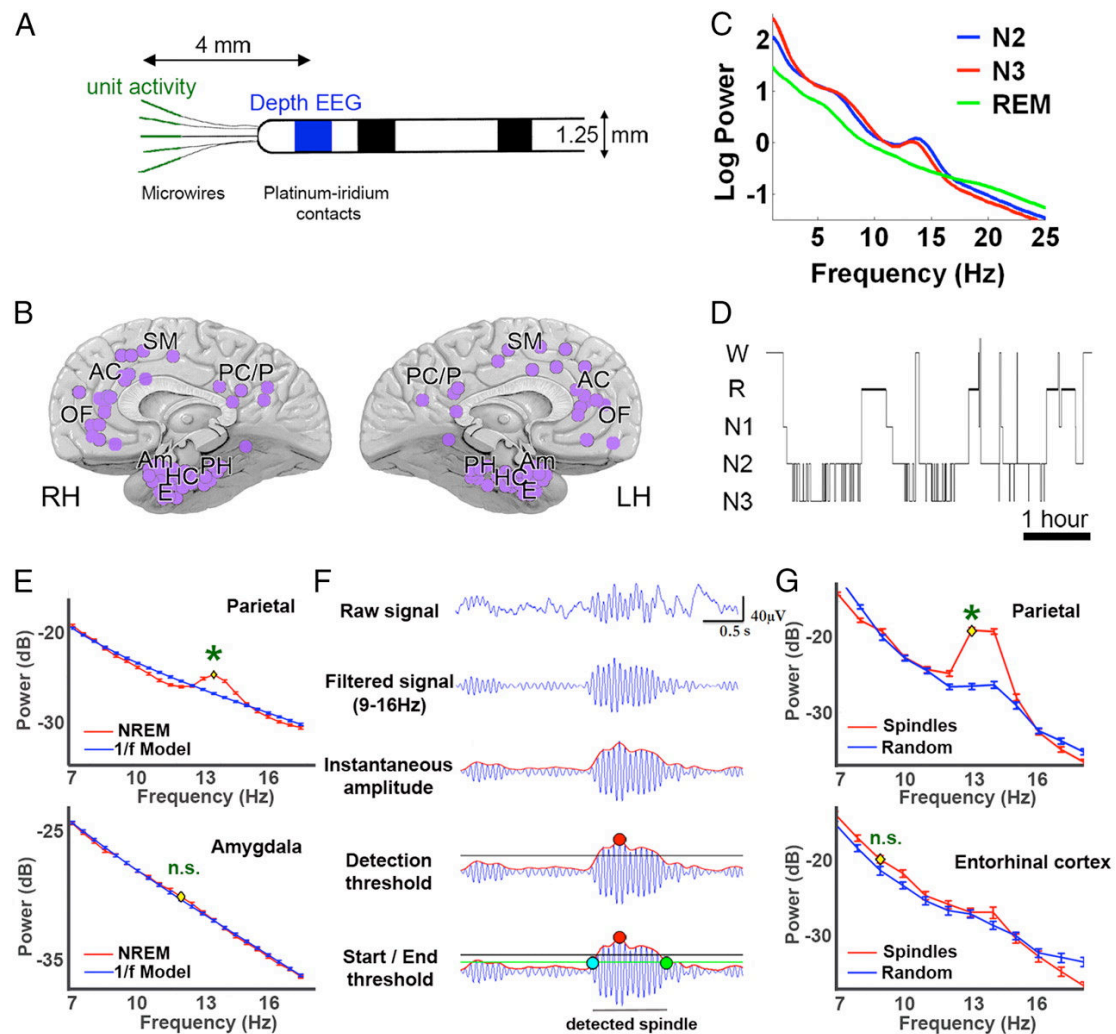 A
4 mm
unit activity
Depth EEG
1.25 mm
Microwires
Platinum-iridium
contacts
B
SM
AC
PC/P
OF
Am
HC
PH
E
RH
SM
PC/P
AC
OF
PH
HC
Am
E
LH
C
Log Power
2
1
0
-1
N2
N3
REM
5 10 15 20 25
Frequency (Hz)
D
W
R
N1
N2
N3
1 hour
E
Parietal
Power (dB)
-20
-30
*
NREM
1/f Model
7 10 13 16
Frequency (Hz)
Amygdala
Power (dB)
-25
-35
n.s.
NREM
1/f Model
7 10 13 16
Frequency (Hz)
F
Raw signal
40μV
0.5 s
Filtered signal
(9-16Hz)
Instantaneous
amplitude
Detection
threshold
Start / End
threshold
detected spindle
G
Parietal
Power (dB)
-20
-30
*
Spindles
Random
7 10 13 16
Frequency (Hz)
Entorhinal cortex
Power (dB)
-20
-30
n.s.
Spindles
Random
7 10 13 16
Frequency (Hz)